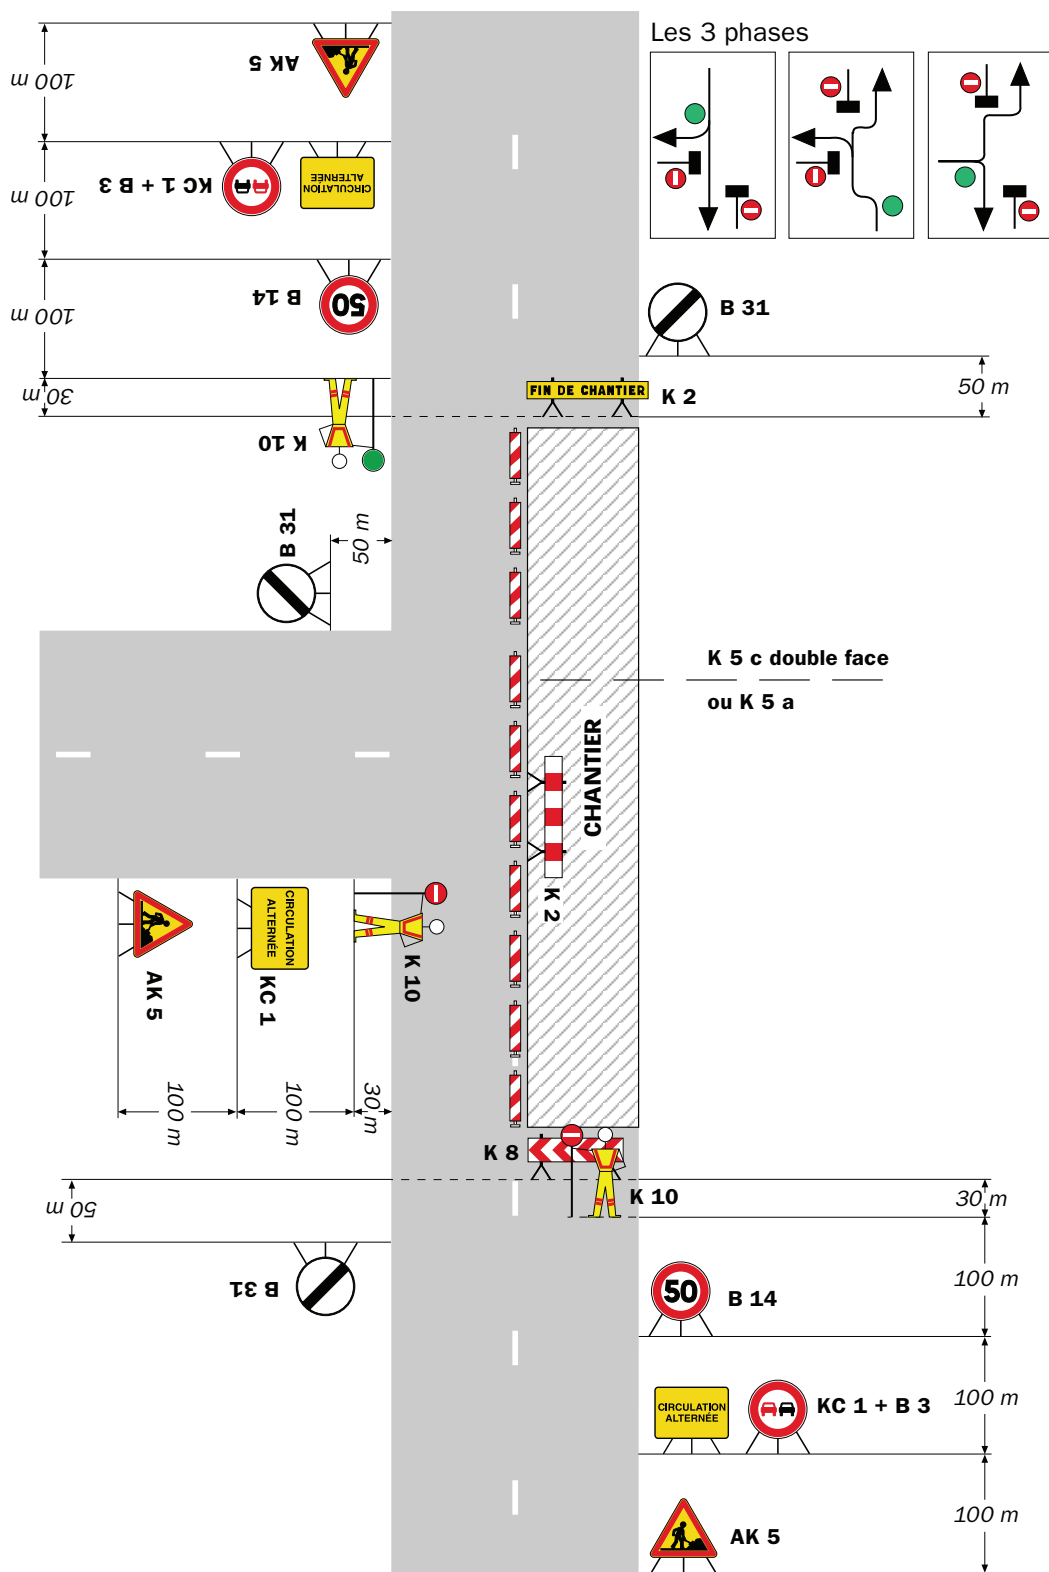 Les 3 phases
100 m
AK 5
100 m
KC 1 + B 3
CIRCULATION
ALTERNÉE
100 m
B 14
50
30 m
K 10
B 31
50 m
FIN DE CHANTIER
K 2
B 31
50 m
K 5 c double face
ou K 5 a
CHANTIER
K 2
AK 5
CIRCULATION
ALTERNÉE
KC 1
K 10
100 m
100 m
30 m
K 8
K 10
30 m
50 m
B 31
50
B 14
100 m
CIRCULATION
ALTERNÉE
KC 1 + B 3
100 m
AK 5
100 m